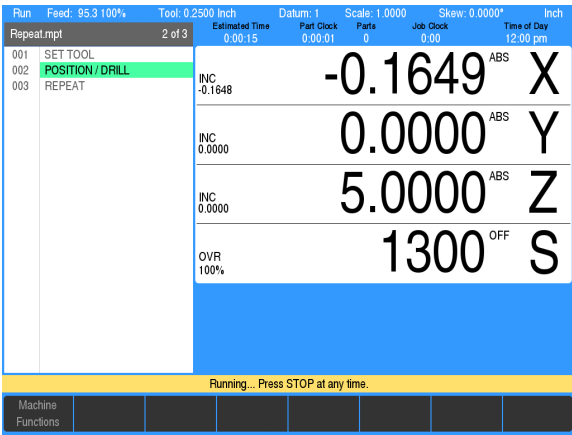 Run Feed: 95.3 100% Tool: 0.2500 Inch Datum: 1 Scale: 1.0000 Skew: 0.0000° Inch
Repeat.mpt 2 of 3
Estimated Time Part Clock Parts Job Clock Time of Day
0:00:15 0:00:01 0 0:00 12:00 pm
001 SET TOOL
002 POSITION / DRILL
003 REPEAT
INC -0.1649 ABS X
-0.1648
INC 0.0000 ABS Y
0.0000
INC 5.0000 ABS Z
0.0000
OVR 1300 OFF S
100%
Running... Press STOP at any time.
Machine
Functions